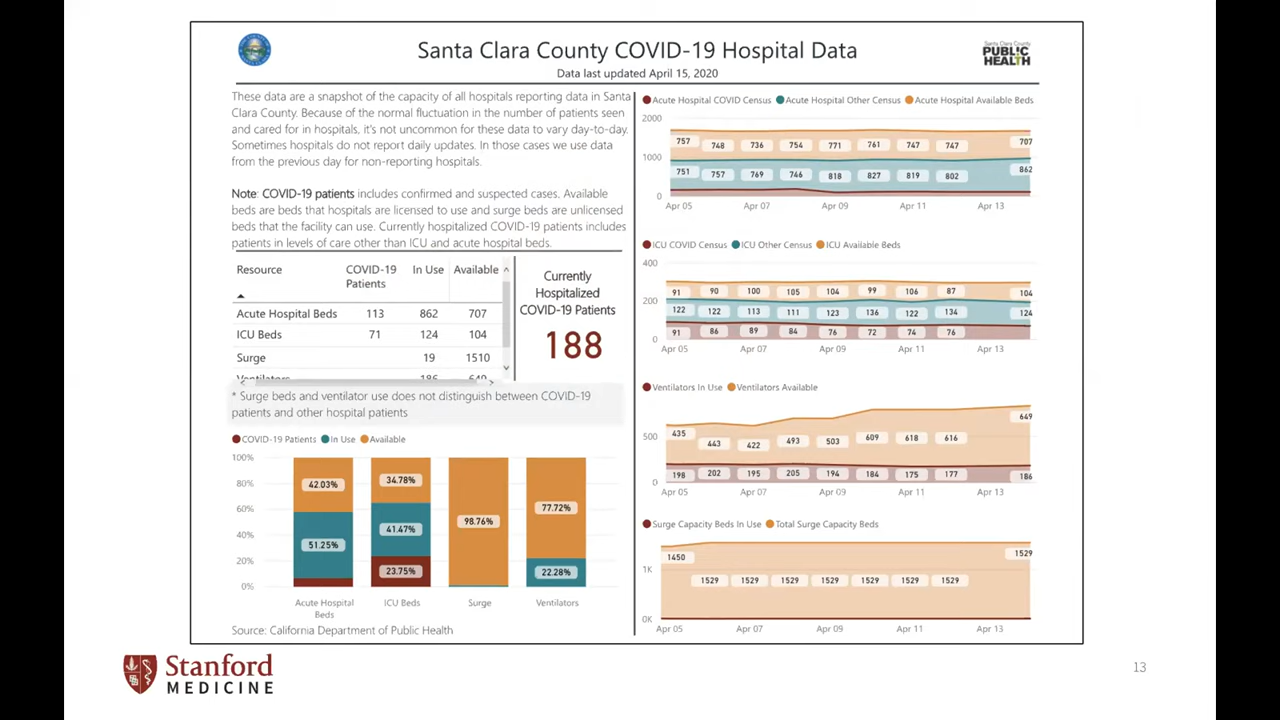 Santa Clara County COVID-19 Hospital Data
Data last updated April 15, 2020
Santa Clara County
PUBLIC
HEALTH
These data are a snapshot of the capacity of all hospitals reporting data in Santa
Clara County. Because of the normal fluctuation in the number of patients seen
and cared for in hospitals, it's not uncommon for these data to vary day-to-day.
Sometimes hospitals do not report daily updates. In those cases we use data
from the previous day for non-reporting hospitals.
Note: COVID-19 patients includes confirmed and suspected cases. Available
beds are beds that hospitals are licensed to use and surge beds are unlicensed
beds that the facility can use. Currently hospitalized COVID-19 patients includes
patients in levels of care other than ICU and acute hospital beds.
Resource COVID-19 Patients In Use Available
Acute Hospital Beds 113 862 707
ICU Beds 71 124 104
Surge 19 1510
Ventilators 186 649
Currently
Hospitalized
COVID-19 Patients
188
* Surge beds and ventilator use does not distinguish between COVID-19
patients and other hospital patients
COVID-19 Patients In Use Available
100%
80%
60%
40%
20%
0%
42.03% 34.78% 98.76% 77.72%
51.25% 41.47%
23.75% 22.28%
Acute Hospital Beds ICU Beds Surge Ventilators
Source: California Department of Public Health
Acute Hospital COVID Census Acute Hospital Other Census Acute Hospital Available Beds
2000
1000
0
757 748 736 754 771 761 747 747 707
751 757 769 746 818 827 819 802 862
Apr 05 Apr 07 Apr 09 Apr 11 Apr 13
ICU COVID Census ICU Other Census ICU Available Beds
400
200
0
91 90 100 105 104 99 106 87 104
122 122 113 111 123 136 122 134 124
91 86 89 84 76 72 74 76
Apr 05 Apr 07 Apr 09 Apr 11 Apr 13
Ventilators In Use Ventilators Available
500
0
435 443 422 493 503 609 618 616 649
198 202 195 205 194 184 175 177 186
Apr 05 Apr 07 Apr 09 Apr 11 Apr 13
Surge Capacity Beds In Use Total Surge Capacity Beds
1K
0K
1450 1529 1529 1529 1529 1529 1529 1529 1529
Apr 05 Apr 07 Apr 09 Apr 11 Apr 13
Stanford
MEDICINE
13